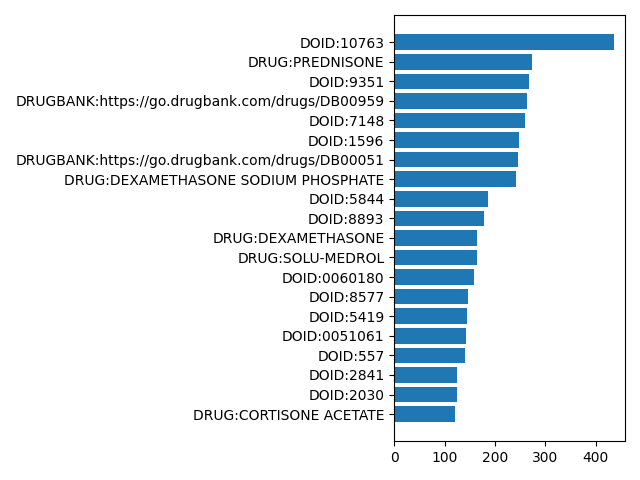 DOID:10763
DRUG:PREDNISONE
DOID:9351
DRUGBANK:https://go.drugbank.com/drugs/DB00959
DOID:7148
DOID:1596
DRUGBANK:https://go.drugbank.com/drugs/DB00051
DRUG:DEXAMETHASONE SODIUM PHOSPHATE
DOID:5844
DOID:8893
DRUG:DEXAMETHASONE
DRUG:SOLU-MEDROL
DOID:0060180
DOID:8577
DOID:5419
DOID:0051061
DOID:557
DOID:2841
DOID:2030
DRUG:CORTISONE ACETATE
0 100 200 300 400